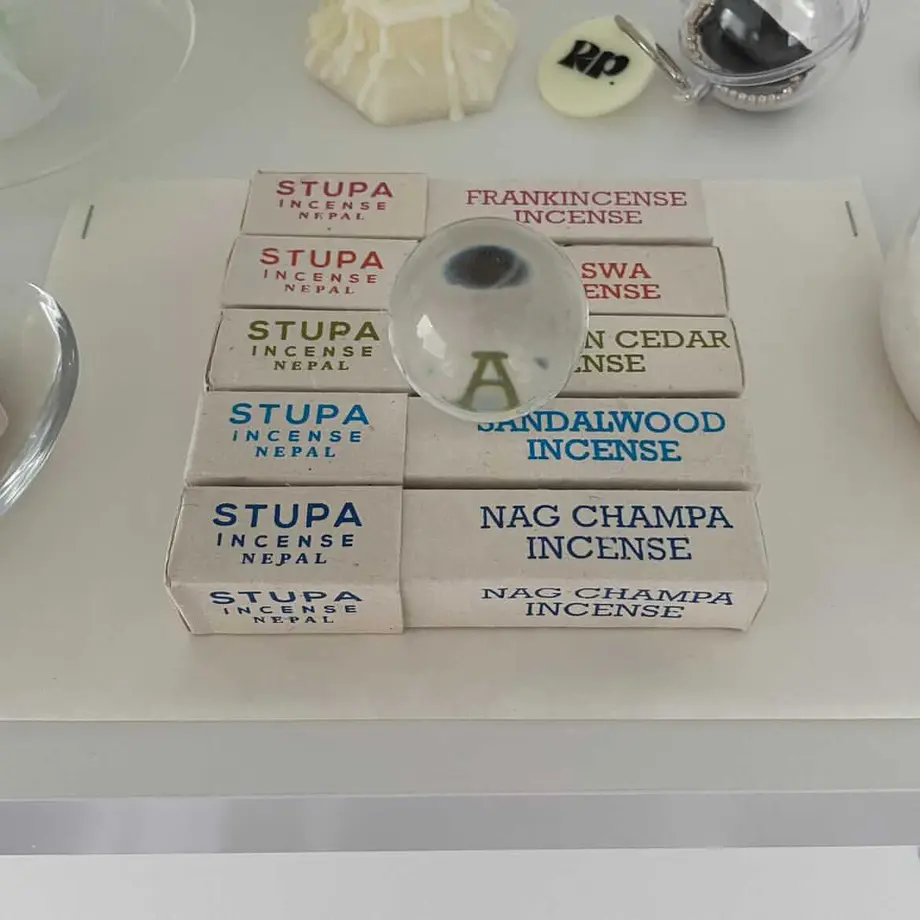 RP.
STUPA
INCENSE
NEPAL
FRANKINCENSE
INCENSE
STUPA
INCENSE
NEPAL
SWA
ENSE
STUPA
INCENSE
NEPAL
A
N CEDAR
ENSE
STUPA
INCENSE
NEPAL
SANDALWOOD
INCENSE
STUPA
INCENSE
NEPAL
NAG CHAMPA
INCENSE
STUPA
INCENSE
NEPAL
NAG CHAMPA
INCENSE